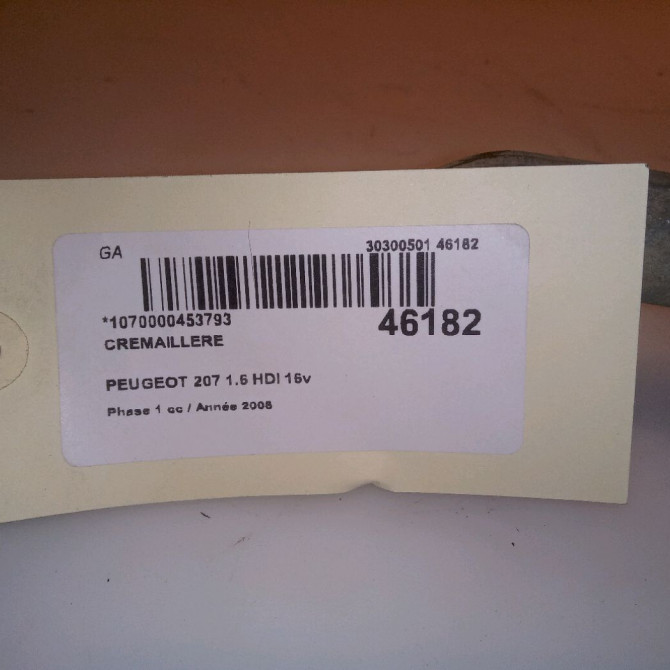 GA
30300501 46182
*1070000453793
46182
CREMAILLERE
PEUGEOT 207 1.6 HDI 16v
Phase 1 cc / Année 2008